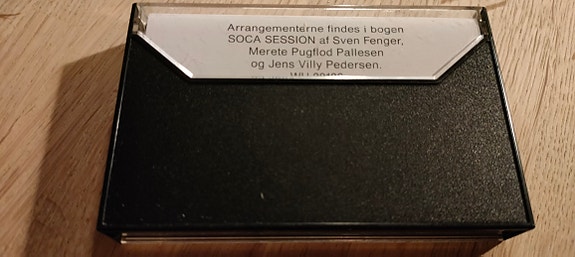 Arrangementerne findes i bogen
SOCA SESSION af Sven Fenger,
Merete Pugflod Pallesen
og Jens Villy Pedersen.